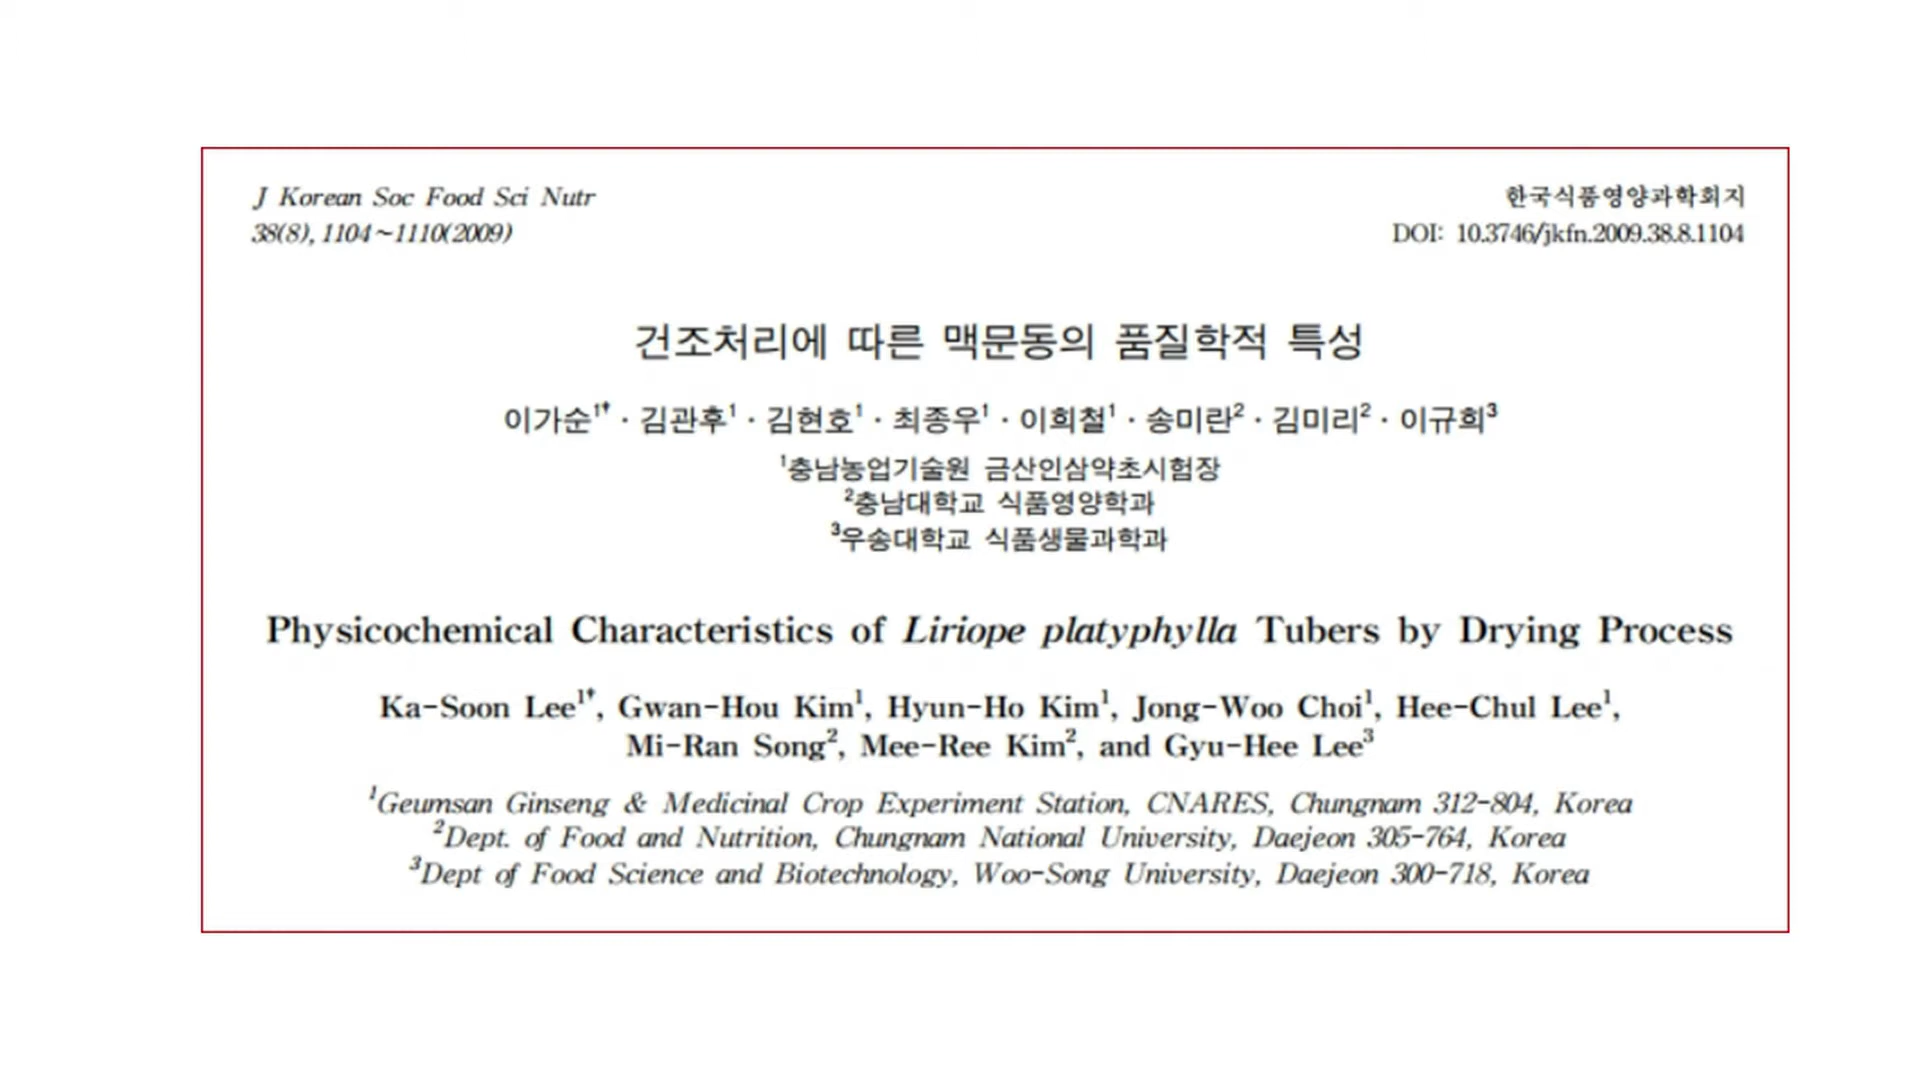 J Korean Soc Food Sci Nutr
38(8), 1104~1110(2009)
한국식품영양과학회지
DOI: 10.3746/jkfn.2009.38.8.1104
건조처리에 따른 맥문동의 품질학적 특성
이가순¹† · 김관후¹ · 김현호¹ · 최종우¹ · 이희철¹ · 송미란² · 김미리² · 이규희³
¹충남농업기술원 금산인삼약초시험장
²충남대학교 식품영양학과
³우송대학교 식품생물과학과
Physicochemical Characteristics of Liriope platyphylla Tubers by Drying Process
Ka-Soon Lee¹†, Gwan-Hou Kim¹, Hyun-Ho Kim¹, Jong-Woo Choi¹, Hee-Chul Lee¹,
Mi-Ran Song², Mee-Ree Kim², and Gyu-Hee Lee³
¹Geumsan Ginseng & Medicinal Crop Experiment Station, CNARES, Chungnam 312-804, Korea
²Dept. of Food and Nutrition, Chungnam National University, Daejeon 305-764, Korea
³Dept of Food Science and Biotechnology, Woo-Song University, Daejeon 300-718, Korea